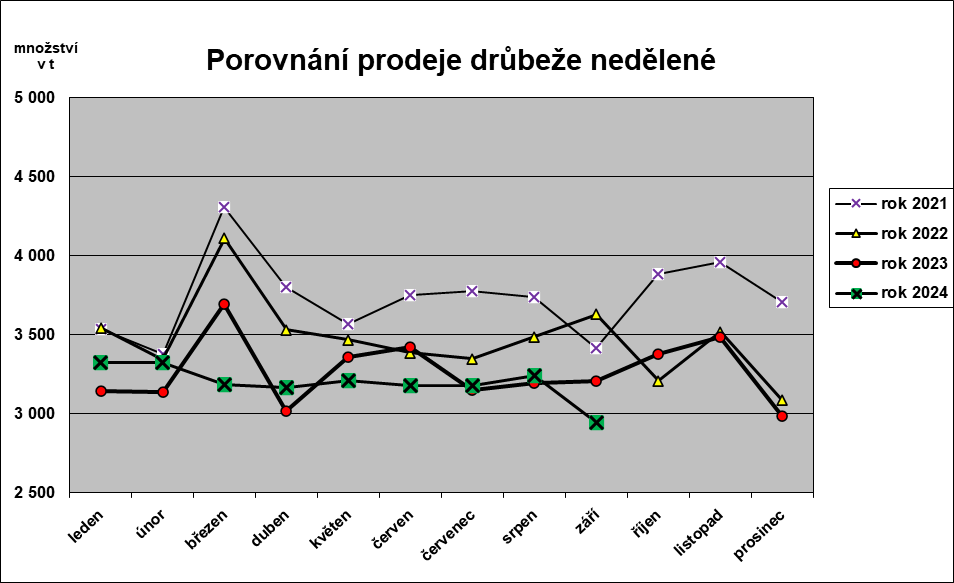 množství
v t
Porovnání prodeje drůbeže nedělené
5 000
4 500
4 000
3 500
3 000
2 500
leden
únor
březen
duben
květen
červen
červenec
srpen
září
říjen
listopad
prosinec
rok 2021
rok 2022
rok 2023
rok 2024